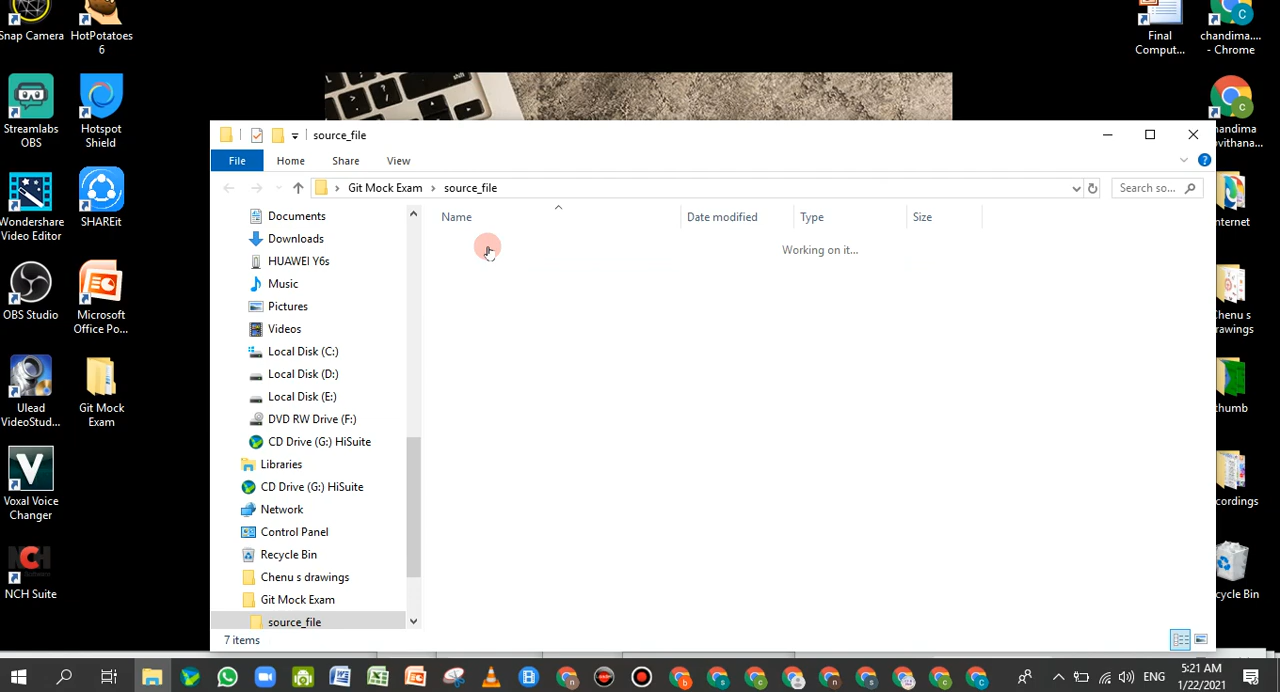 Snap Camera
HotPotatoes
6
Final
Comput...
chandima....
- Chrome
shift
Streamlabs
OBS
Hotspot
Shield
source_file
File
Home
Share
View
Git Mock Exam
source_file
Search so...
Name
Date modified
Type
Size
Working on it...
Documents
Downloads
HUAWEI Y6s
Music
Pictures
Videos
Local Disk (C:)
Local Disk (D:)
Local Disk (E:)
DVD RW Drive (F:)
CD Drive (G:) HiSuite
Libraries
CD Drive (G:) HiSuite
Network
Control Panel
Recycle Bin
Chenu s drawings
Git Mock Exam
source_file
7 items
Wondershare
Video Editor
SHAREit
OBS Studio
Microsoft
Office Po...
Ulead
VideoStud...
Git Mock
Exam
Voxal Voice
Changer
NCH
NCH Suite
handima
ovithana...
nternet
Chenu s
rawings
thumb
cordings
cycle Bin
ENG
5:21 AM
1/22/2021